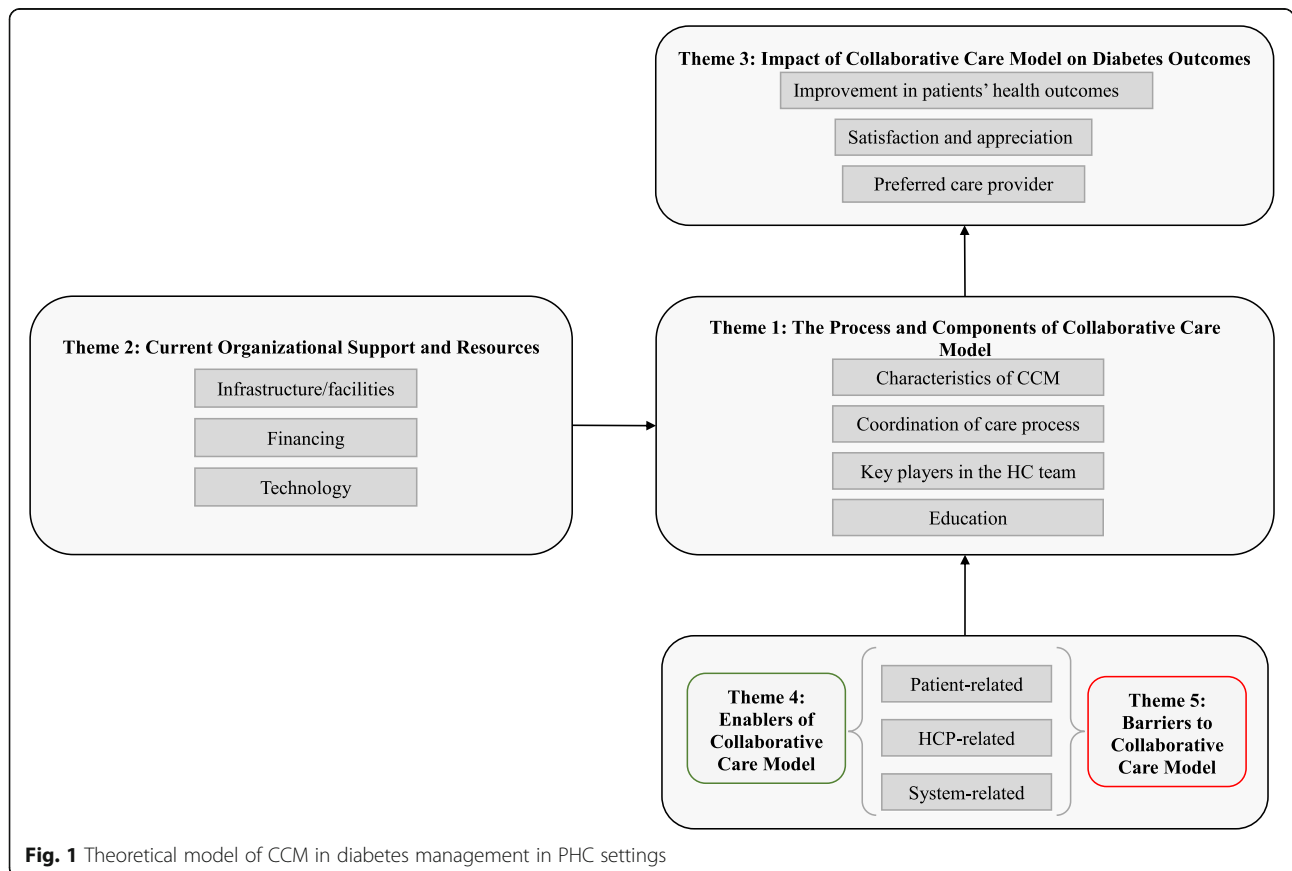 Theme 3: Impact of Collaborative Care Model on Diabetes Outcomes
Improvement in patients' health outcomes
Satisfaction and appreciation
Preferred care provider
Theme 2: Current Organizational Support and Resources
Infrastructure/facilities
Financing
Technology
Theme 1: The Process and Components of Collaborative Care
Model
Characteristics of CCM
Coordination of care process
Key players in the HC team
Education
Theme 4:
Enablers of
Collaborative
Care Model
Patient-related
HCP-related
System-related
Theme 5:
Barriers to
Collaborative
Care Model
Fig. 1 Theoretical model of CCM in diabetes management in PHC settings